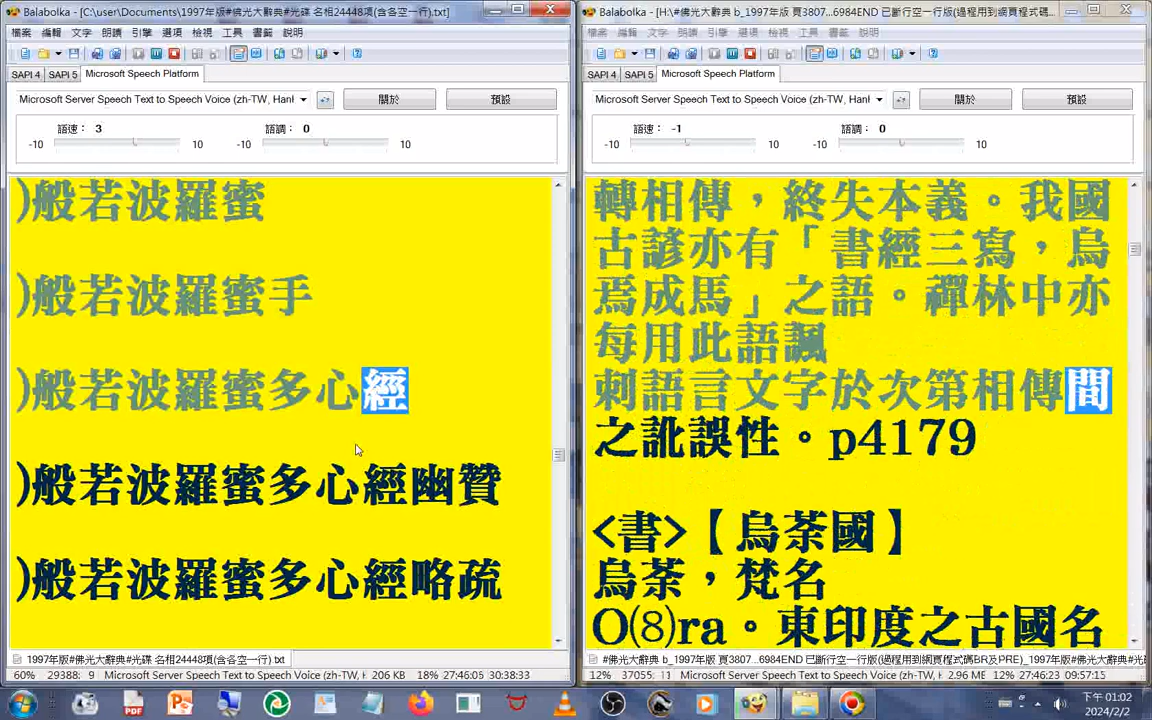 Balabolka - [C:\user\Documents\1997年版#佛光大辭典#光碟 名相24448項(含各空一行).txt]
檔案 編輯 文字 朗讀 引擎 選項 檢視 工具 書籤 說明
SAPI 4 SAPI 5 Microsoft Speech Platform
Microsoft Server Speech Text to Speech Voice (zh-TW, HanH
關於 預設
語速： 3 語調： 0
-10 10 -10 10
)般若波羅蜜
)般若波羅蜜手
)般若波羅蜜多心經
)般若波羅蜜多心經幽贊
)般若波羅蜜多心經略疏
1997年版#佛光大辭典#光碟 名相24448項(含各空一行).txt
60% 29388: 9 Microsoft Server Speech Text to Speech Voice (zh-TW, H 206 KB 18% 27:46:05 30:38:33
Balabolka - [H:\#佛光大辭典 b_1997年版 頁3807...6984END 已斷行空一行版(過程用到網頁程式碼
檔案 編輯 文字 朗讀 引擎 選項 檢視 工具 書籤 說明
SAPI 4 SAPI 5 Microsoft Speech Platform
Microsoft Server Speech Text to Speech Voice (zh-TW, HanH
關於 預設
語速： -1 語調： 0
-10 10 -10 10
轉相傳，終失本義。我國
古諺亦有「書經三寫，烏
焉成馬」之語。禪林中亦
每用此語諷
刺語言文字於次第相傳間
之訛誤性。p4179
<書>【烏荼國】
烏荼，梵名
O⑻ra。東印度之古國名
#佛光大辭典 b_1997年版 頁3807...6984END 已斷行空一行版(過程用到網頁程式碼BR及PRE)_1997年版#佛光
12% 37055: 11 Microsoft Server Speech Text to Speech Voice (zh-TW, H 2.96 ME 12% 27:46:23 09:57:15
下午 01:02
2024/2/2